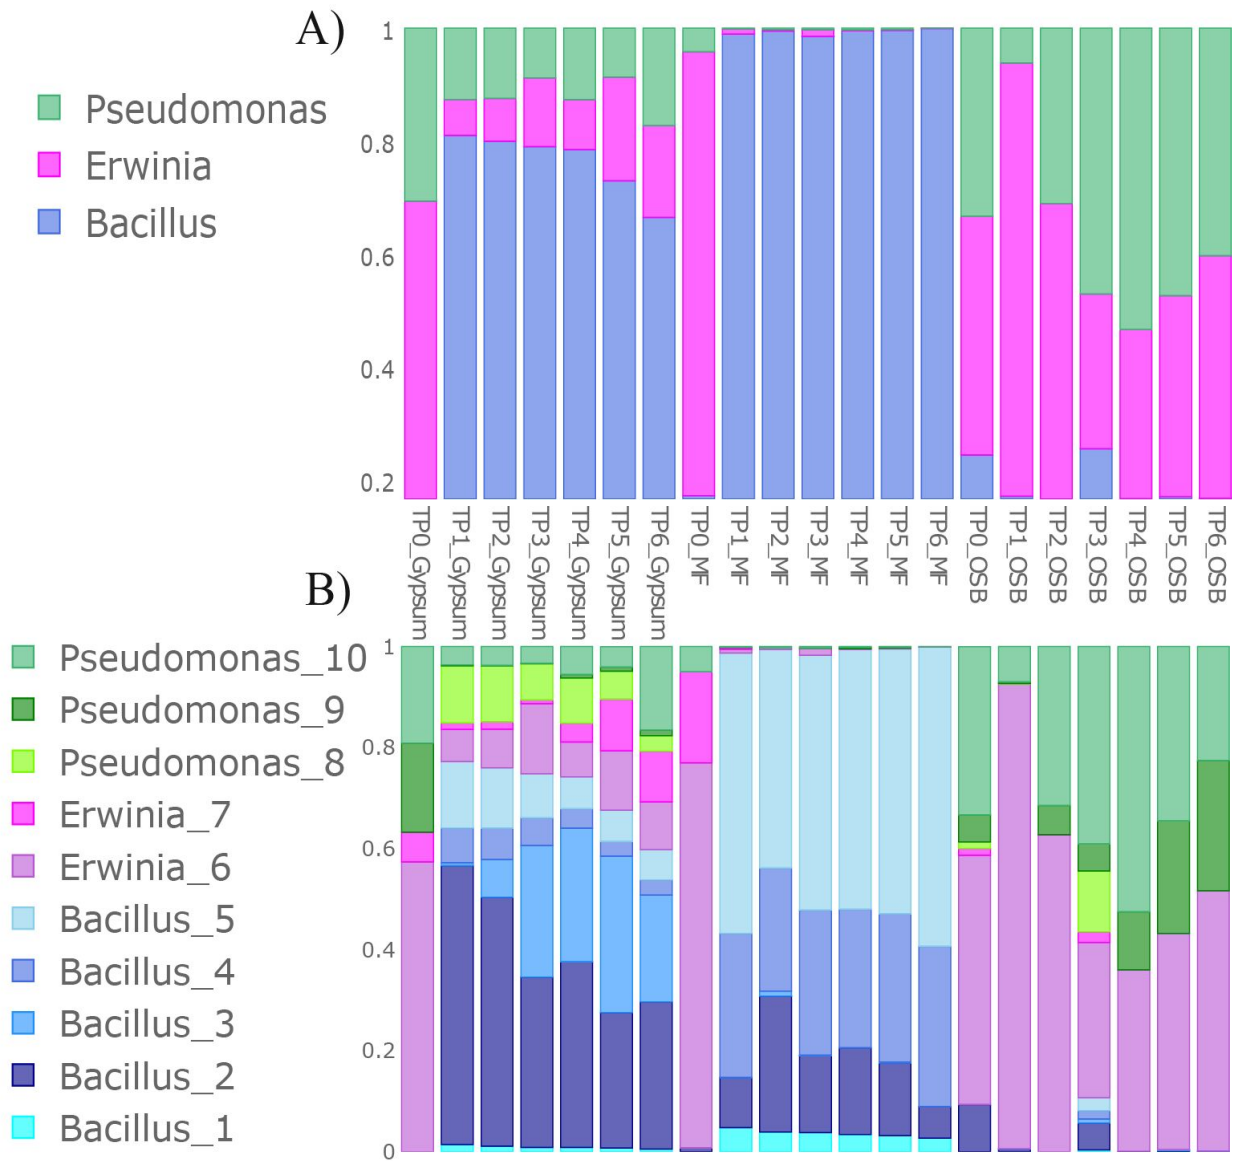 A)
Pseudomonas
Erwinia
Bacillus
1
0.8
0.6
0.4
0.2
TP0_Gypsum
TP1_Gypsum
TP2_Gypsum
TP3_Gypsum
TP4_Gypsum
TP5_Gypsum
TP6_Gypsum
TP0_MF
TP1_MF
TP2_MF
TP3_MF
TP4_MF
TP5_MF
TP6_MF
TP0_OSB
TP1_OSB
TP2_OSB
TP3_OSB
TP4_OSB
TP5_OSB
TP6_OSB
B)
Pseudomonas_10
Pseudomonas_9
Pseudomonas_8
Erwinia_7
Erwinia_6
Bacillus_5
Bacillus_4
Bacillus_3
Bacillus_2
Bacillus_1
1
0.8
0.6
0.4
0.2
0